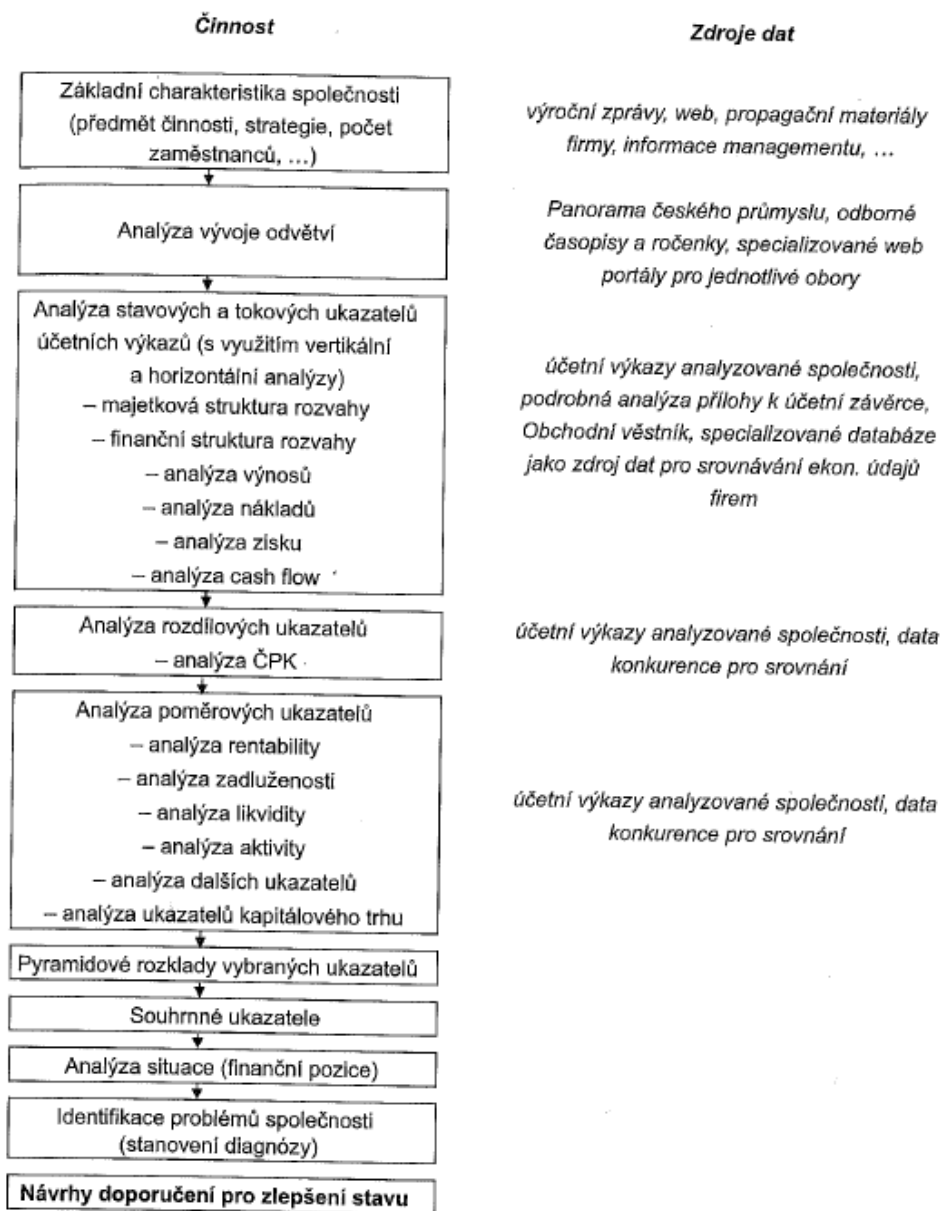 Činnost
Zdroje dat
Základní charakteristika společnosti
(předmět činnosti, strategie, počet
zaměstnanců, …)
výroční zprávy, web, propagační materiály
firmy, informace managementu, …
Analýza vývoje odvětví
Panorama českého průmyslu, odborné
časopisy a ročenky, specializované web
portály pro jednotlivé obory
Analýza stavových a tokových ukazatelů
účetních výkazů (s využitím vertikální
a horizontální analýzy)
– majetková struktura rozvahy
– finanční struktura rozvahy
– analýza výnosů
– analýza nákladů
– analýza zisku
– analýza cash flow
účetní výkazy analyzované společnosti,
podrobná analýza přílohy k účetní závěrce,
Obchodní věstník, specializované databáze
jako zdroj dat pro srovnávání ekon. údajů
firem
Analýza rozdílových ukazatelů
– analýza ČPK
účetní výkazy analyzované společnosti, data
konkurence pro srovnání
Analýza poměrových ukazatelů
– analýza rentability
– analýza zadluženosti
– analýza likvidity
– analýza aktivity
– analýza dalších ukazatelů
– analýza ukazatelů kapitálového trhu
účetní výkazy analyzované společnosti, data
konkurence pro srovnání
Pyramidové rozklady vybraných ukazatelů
Souhrnné ukazatele
Analýza situace (finanční pozice)
Identifikace problémů společnosti
(stanovení diagnózy)
Návrhy doporučení pro zlepšení stavu